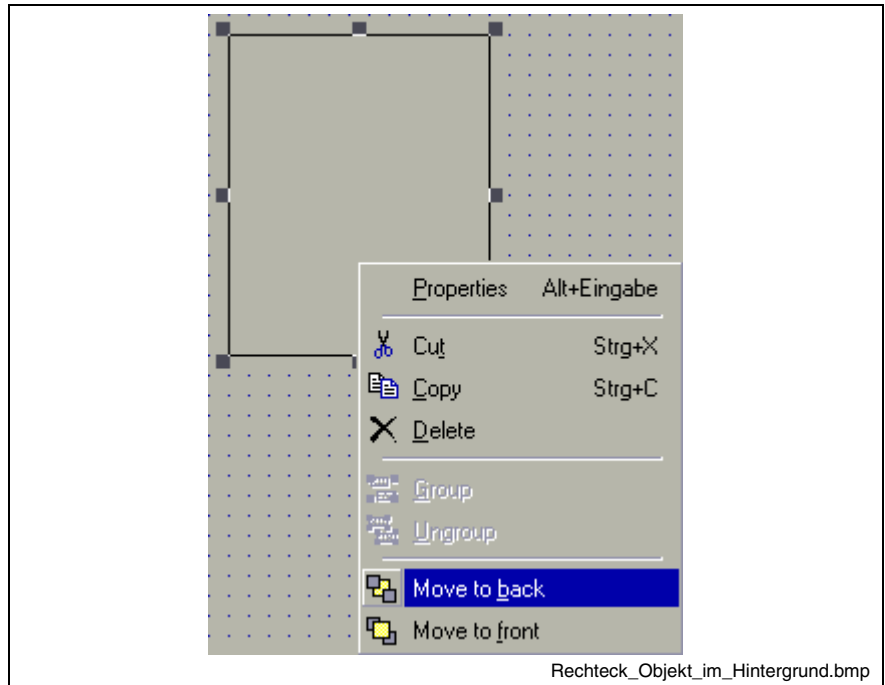 Properties Alt+Eingabe
Cut Strg+X
Copy Strg+C
Delete
Group
Ungroup
Move to back
Move to front
Rechteck_Objekt_im_Hintergrund.bmp